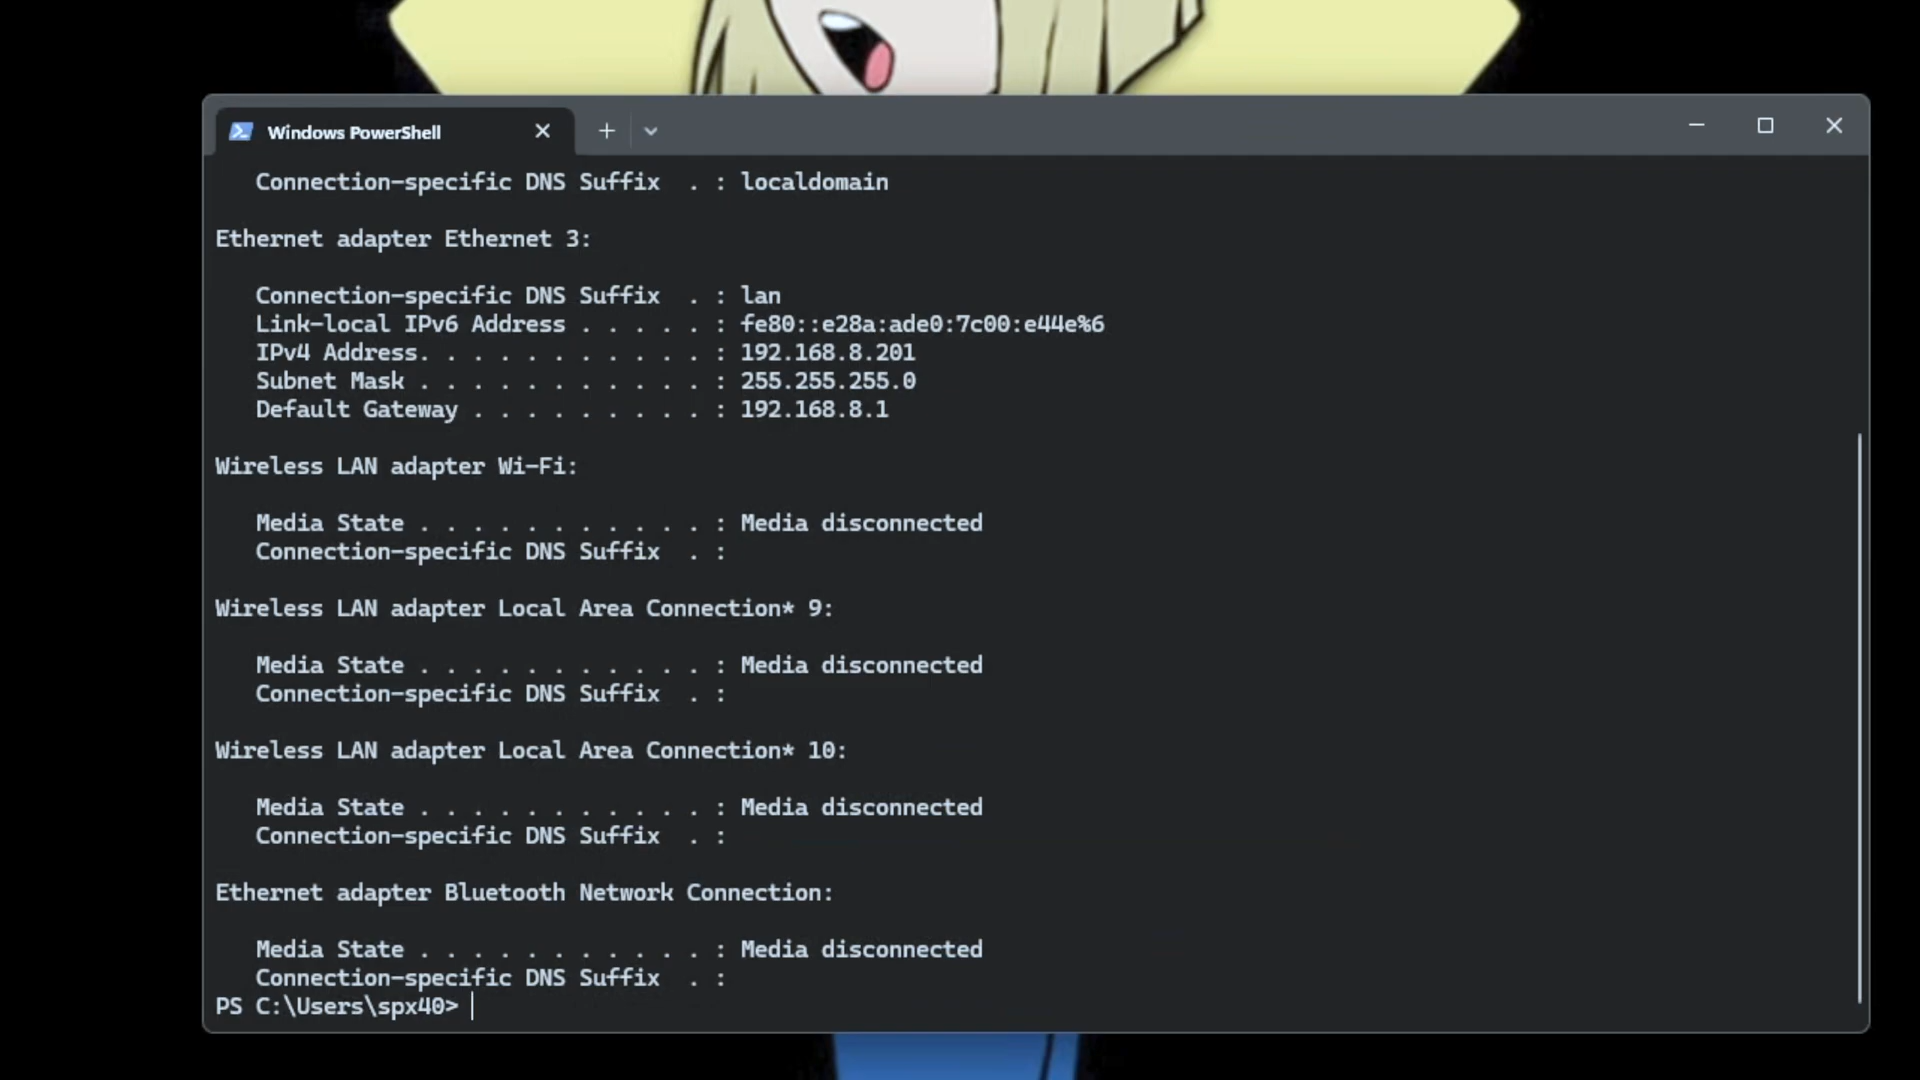 Windows PowerShell
Connection-specific DNS Suffix  . : localdomain
Ethernet adapter Ethernet 3:
Connection-specific DNS Suffix  . : lan
Link-local IPv6 Address . . . . . : fe80::e28a:ade0:7c00:e44e%6
IPv4 Address. . . . . . . . . . . : 192.168.8.201
Subnet Mask . . . . . . . . . . . : 255.255.255.0
Default Gateway . . . . . . . . . : 192.168.8.1
Wireless LAN adapter Wi-Fi:
Media State . . . . . . . . . . . : Media disconnected
Connection-specific DNS Suffix  . :
Wireless LAN adapter Local Area Connection* 9:
Media State . . . . . . . . . . . : Media disconnected
Connection-specific DNS Suffix  . :
Wireless LAN adapter Local Area Connection* 10:
Media State . . . . . . . . . . . : Media disconnected
Connection-specific DNS Suffix  . :
Ethernet adapter Bluetooth Network Connection:
Media State . . . . . . . . . . . : Media disconnected
Connection-specific DNS Suffix  . :
PS C:\Users\spx40>